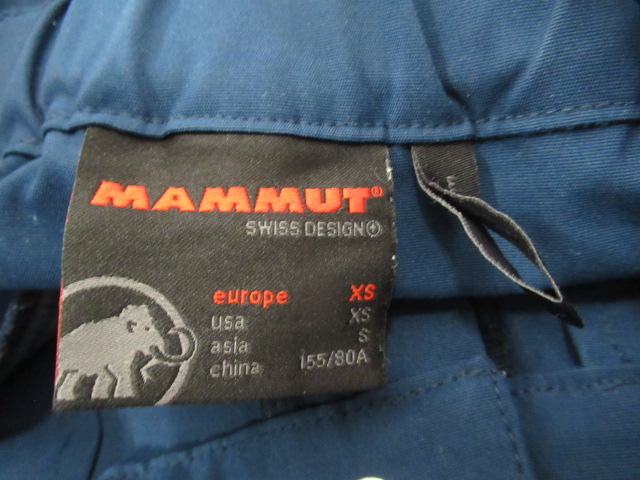 MAMMUT®
SWISS DESIGN
europe XS
usa XS
asia S
china 155/80A